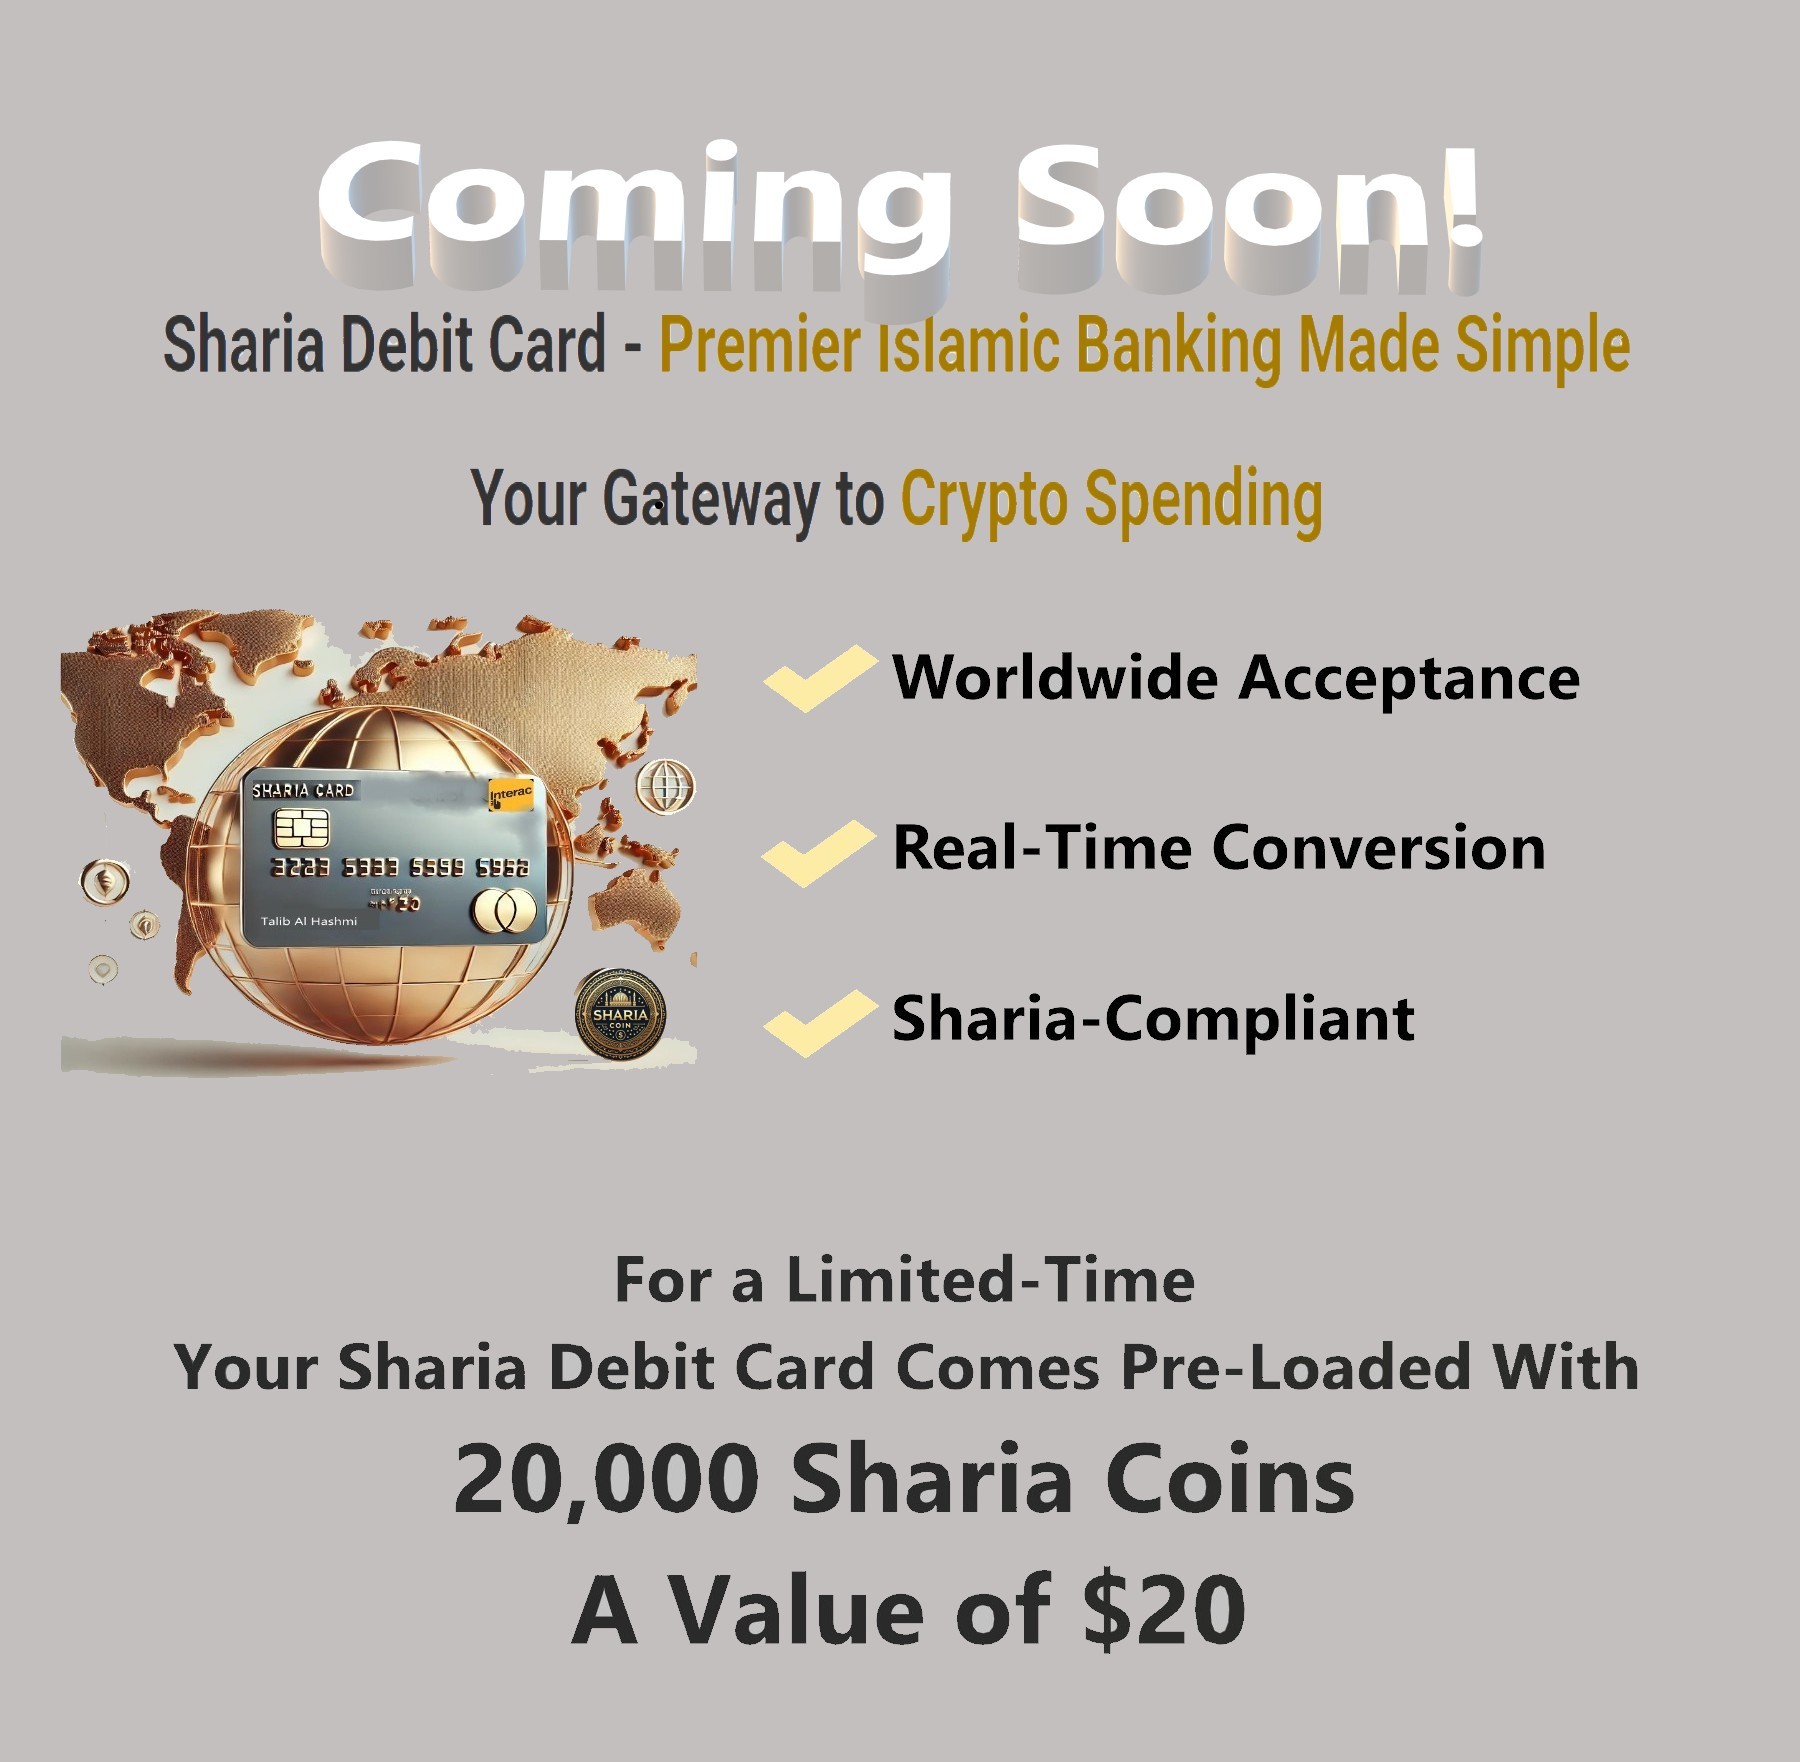 Coming Soon!
Sharia Debit Card - Premier Islamic Banking Made Simple
Your Gateway to Crypto Spending
Worldwide Acceptance
SHARIA CARD
Interac
Real-Time Conversion
Talib Al Hashmi
SHARIA
COIN
Sharia-Compliant
For a Limited-Time
Your Sharia Debit Card Comes Pre-Loaded With
20,000 Sharia Coins
A Value of $20